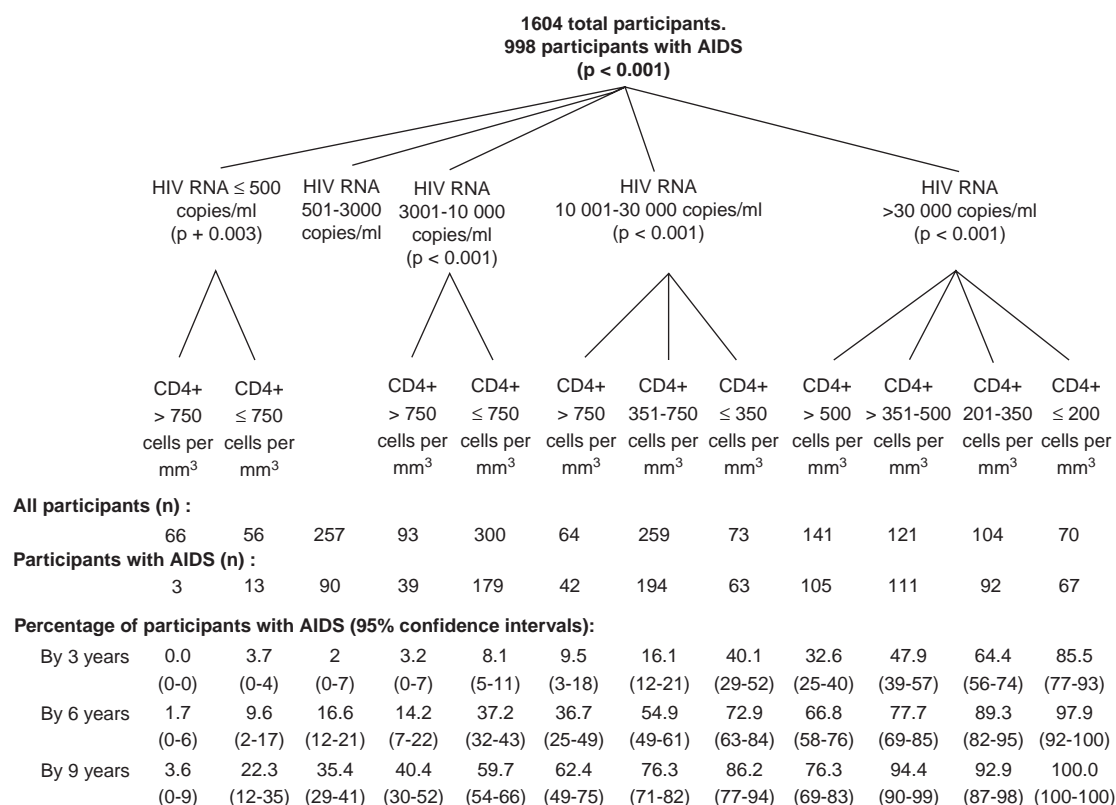 1604 total participants.
998 participants with AIDS
(p < 0.001)
HIV RNA ≤ 500
copies/ml
(p + 0.003)
HIV RNA
501-3000
copies/ml
HIV RNA
3001-10 000
copies/ml
(p < 0.001)
HIV RNA
10 001-30 000 copies/ml
(p < 0.001)
HIV RNA
>30 000 copies/ml
(p < 0.001)
CD4+
> 750
cells per
mm³
CD4+
≤ 750
cells per
mm³
CD4+
> 750
cells per
mm³
CD4+
≤ 750
cells per
mm³
CD4+
> 750
cells per
mm³
CD4+
351-750
cells per
mm³
CD4+
≤ 350
cells per
mm³
CD4+
> 500
cells per
mm³
CD4+
> 351-500
cells per
mm³
CD4+
201-350
cells per
mm³
CD4+
≤ 200
cells per
mm³
All participants (n) :
66 56 257 93 300 64 259 73 141 121 104 70
Participants with AIDS (n) :
3 13 90 39 179 42 194 63 105 111 92 67
Percentage of participants with AIDS (95% confidence intervals):
By 3 years 0.0 3.7 2 3.2 8.1 9.5 16.1 40.1 32.6 47.9 64.4 85.5
(0-0) (0-4) (0-7) (0-7) (5-11) (3-18) (12-21) (29-52) (25-40) (39-57) (56-74) (77-93)
By 6 years 1.7 9.6 16.6 14.2 37.2 36.7 54.9 72.9 66.8 77.7 89.3 97.9
(0-6) (2-17) (12-21) (7-22) (32-43) (25-49) (49-61) (63-84) (58-76) (69-85) (82-95) (92-100)
By 9 years 3.6 22.3 35.4 40.4 59.7 62.4 76.3 86.2 76.3 94.4 92.9 100.0
(0-9) (12-35) (29-41) (30-52) (54-66) (49-75) (71-82) (77-94) (69-83) (90-99) (87-98) (100-100)